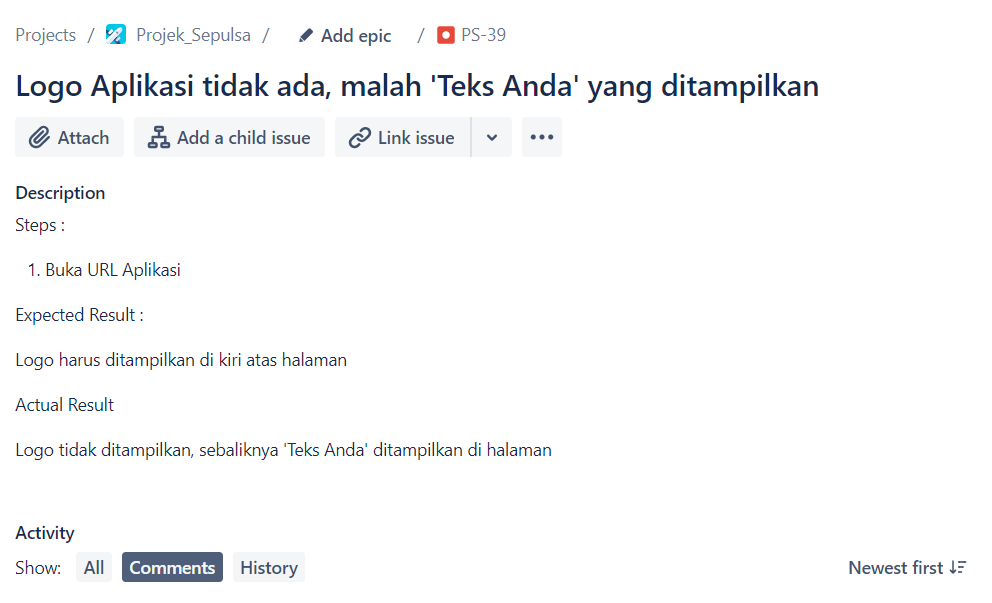 Projects / Projek_Sepulsa / Add epic / PS-39
Logo Aplikasi tidak ada, malah 'Teks Anda' yang ditampilkan
Attach Add a child issue Link issue
Description
Steps :
1. Buka URL Aplikasi
Expected Result :
Logo harus ditampilkan di kiri atas halaman
Actual Result
Logo tidak ditampilkan, sebaliknya 'Teks Anda' ditampilkan di halaman
Activity
Show: All Comments History Newest first